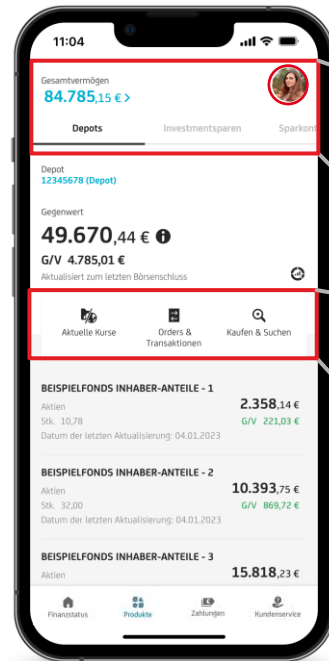 11:04
Gesamtvermögen
84.785,15 € >
Depots Investmentsparen Sparkont
Depot
12345678 (Depot)
Gegenwert
49.670,44 €
G/V 4.785,01 €
Aktualisiert zum letzten Börsenschluss
Aktuelle Kurse Orders & Kaufen & Suchen
Transaktionen
BEISPIELFONDS INHABER-ANTEILE - 1
Aktien 2.358,14 €
Stk. 10,78 G/V 221,03 €
Datum der letzten Aktualisierung: 04.01.2023
BEISPIELFONDS INHABER-ANTEILE - 2
Aktien 10.393,75 €
Stk. 32,00 G/V 869,72 €
Datum der letzten Aktualisierung: 04.01.2023
BEISPIELFONDS INHABER-ANTEILE - 3
Aktien 15.818,23 €
Finanzstatus Produkte Zahlungen Kundenservice